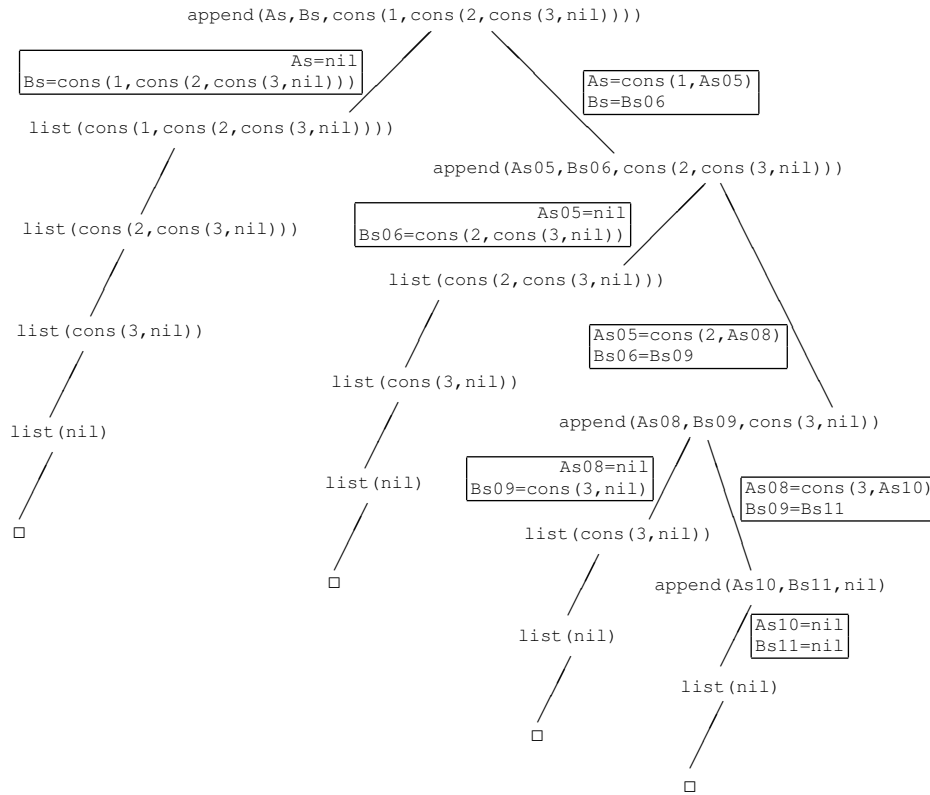 append(As,Bs,cons(1,cons(2,cons(3,nil))))
As=nil
Bs=cons(1,cons(2,cons(3,nil)))
As=cons(1,As05)
Bs=Bs06
list(cons(1,cons(2,cons(3,nil))))
append(As05,Bs06,cons(2,cons(3,nil)))
As05=nil
Bs06=cons(2,cons(3,nil))
list(cons(2,cons(3,nil)))
list(cons(2,cons(3,nil)))
As05=cons(2,As08)
Bs06=Bs09
list(cons(3,nil))
list(cons(3,nil))
append(As08,Bs09,cons(3,nil))
list(nil)
As08=nil
Bs09=cons(3,nil)
As08=cons(3,As10)
Bs09=Bs11
list(nil)
list(cons(3,nil))
append(As10,Bs11,nil)
As10=nil
Bs11=nil
list(nil)
list(nil)